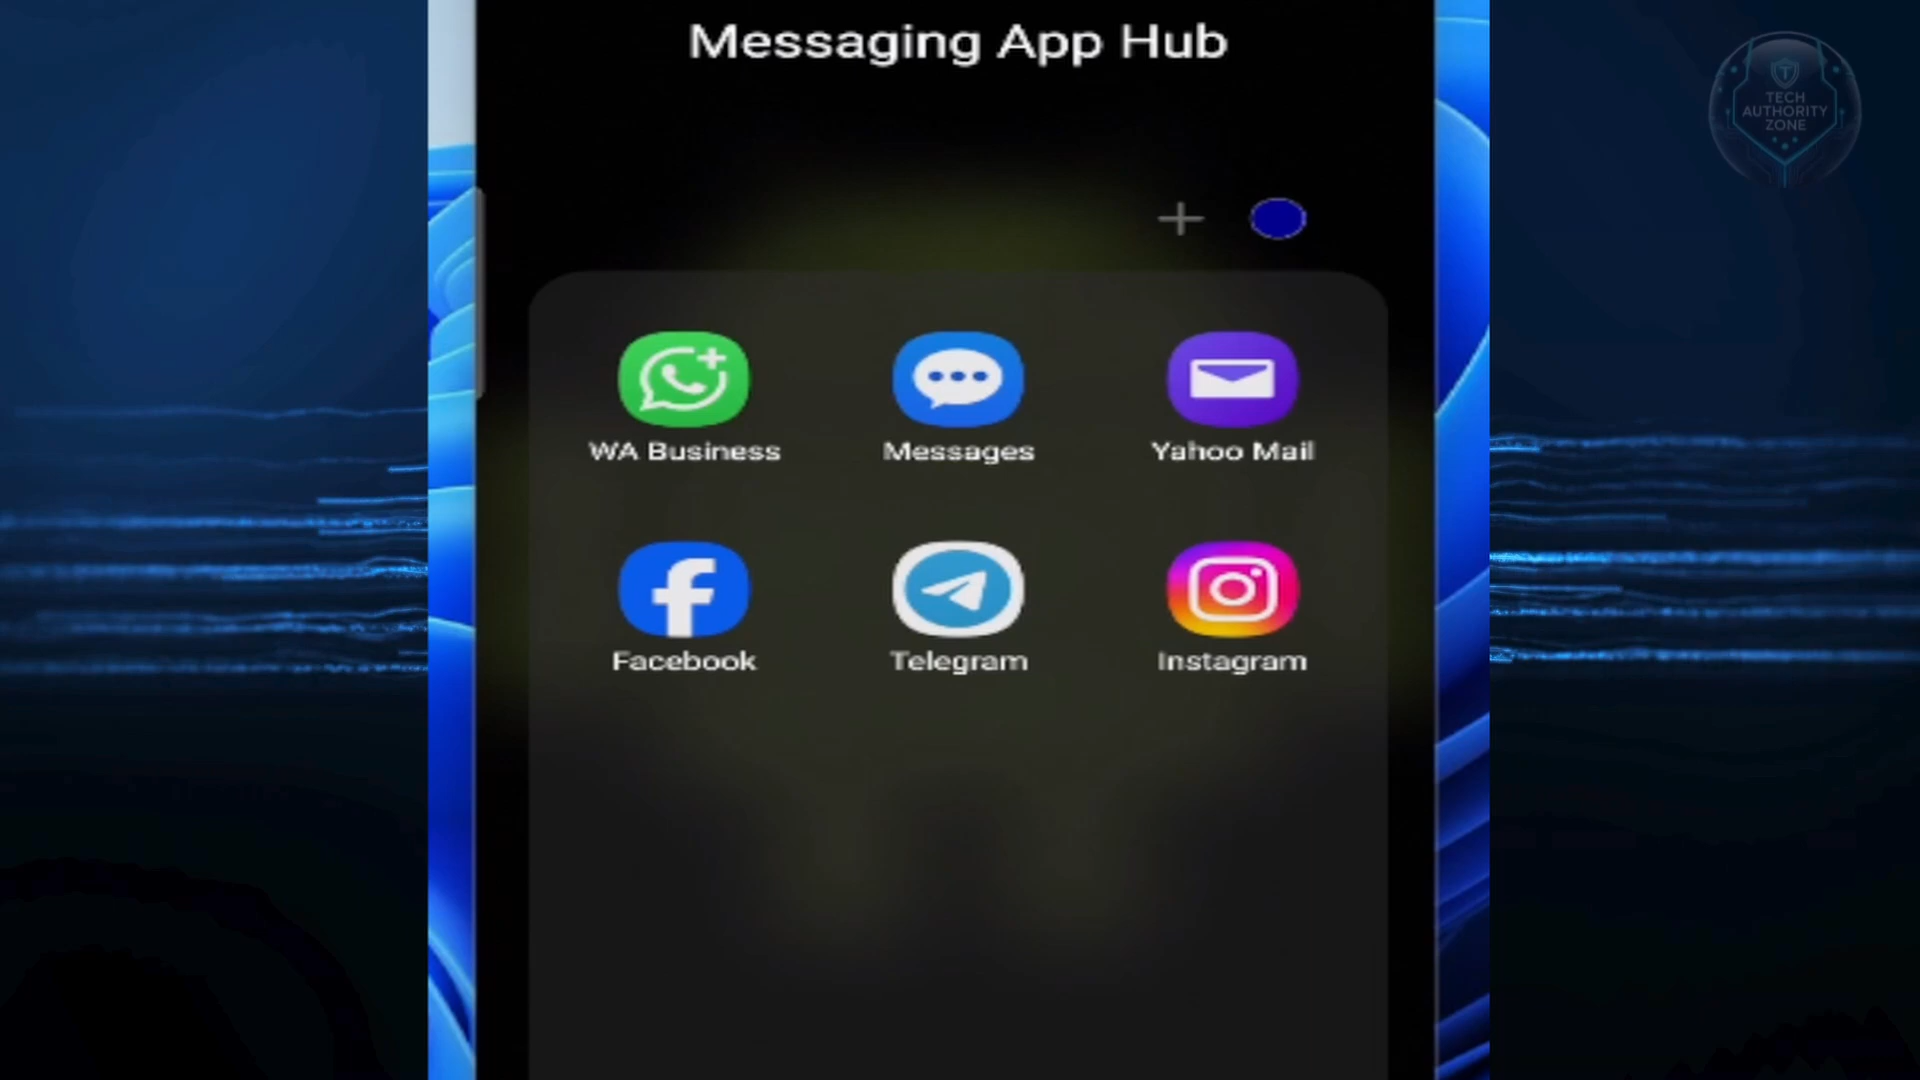 Messaging App Hub
TECH
AUTHORITY
ZONE
WA Business
Messages
Yahoo Mail
Facebook
Telegram
Instagram